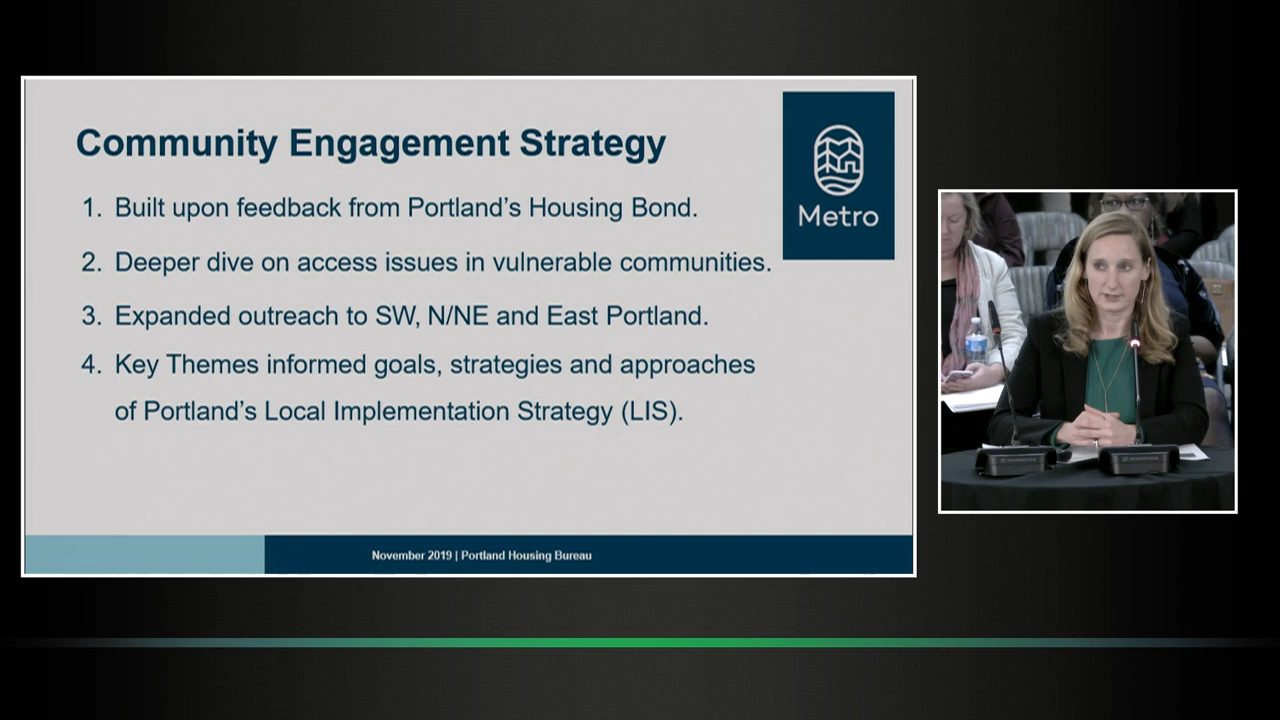 Community Engagement Strategy
1. Built upon feedback from Portland's Housing Bond.
2. Deeper dive on access issues in vulnerable communities.
3. Expanded outreach to SW, N/NE and East Portland.
4. Key Themes informed goals, strategies and approaches
of Portland's Local Implementation Strategy (LIS).
Metro
November 2019 | Portland Housing Bureau